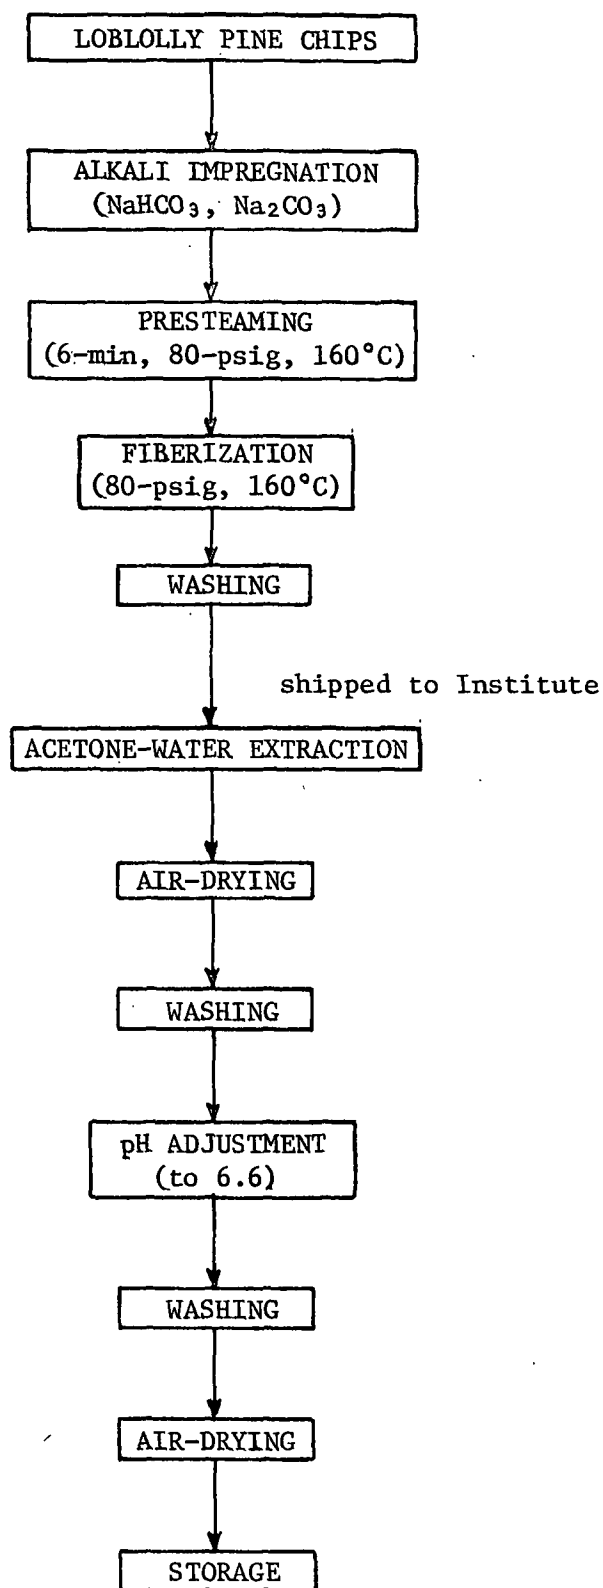 LOBLOLLY PINE CHIPS
ALKALI IMPREGNATION
(NaHCO₃, Na₂CO₃)
PRESTEAMING
(6-min, 80-psig, 160°C)
FIBERIZATION
(80-psig, 160°C)
WASHING
shipped to Institute
ACETONE-WATER EXTRACTION
AIR-DRYING
WASHING
pH ADJUSTMENT
(to 6.6)
WASHING
AIR-DRYING
STORAGE